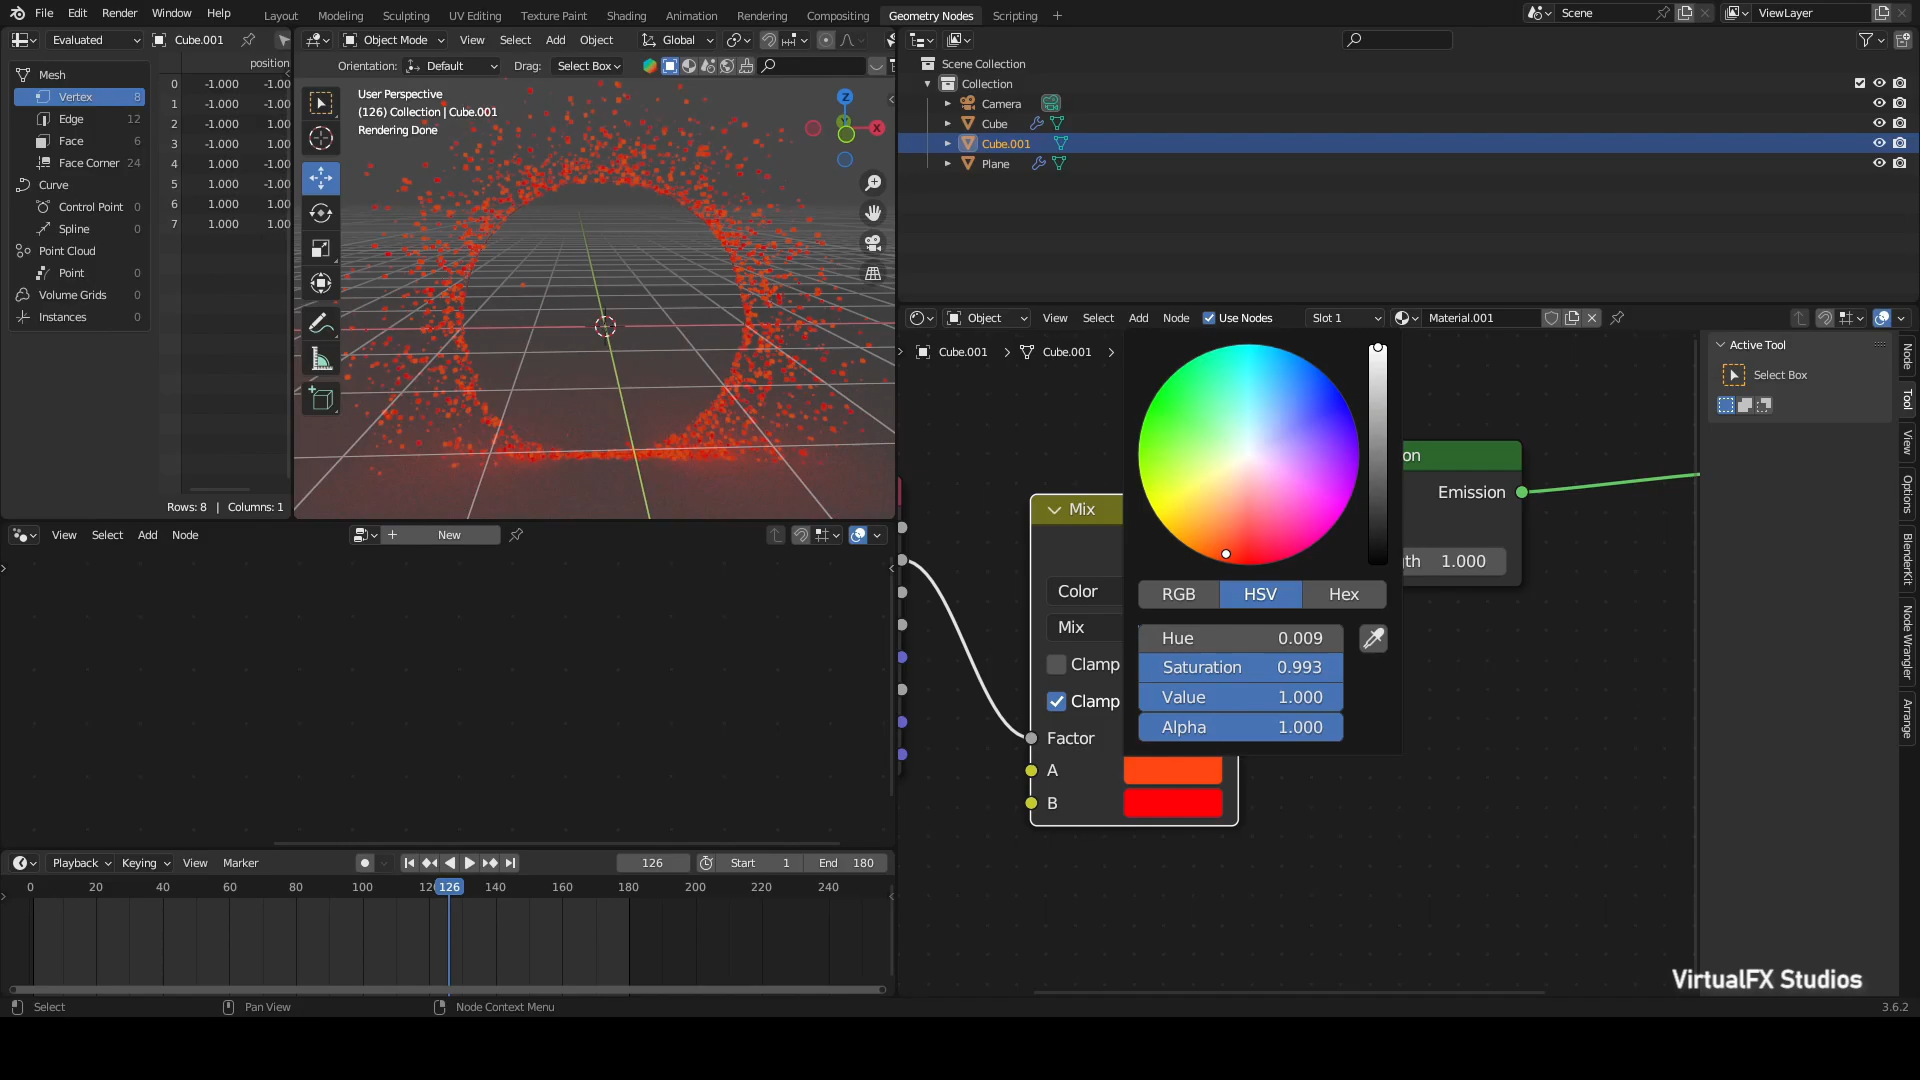 File Edit Render Window Help Layout Modeling Sculpting UV Editing Texture Paint Shading Animation Rendering Compositing Geometry Nodes Scripting + Scene ViewLayer
Evaluated Cube.001 Object Mode View Select Add Object Global
position Orientation: Default Drag: Select Box
Mesh
Vertex 8
Edge 12
Face 6
Face Corner 24
Curve
Control Point 0
Spline 0
Point Cloud
Point 0
Volume Grids 0
Instances 0
0 -1.000 -1.00
1 -1.000 -1.00
2 -1.000 1.00
3 -1.000 1.00
4 1.000 -1.00
5 1.000 -1.00
6 1.000 1.00
7 1.000 1.00
Rows: 8 | Columns: 1
User Perspective
(126) Collection | Cube.001
Rendering Done
Z
Y
X
Scene Collection
Collection
Camera
Cube
Cube.001
Plane
Object View Select Add Node Use Nodes Slot 1 Material.001
Cube.001 > Cube.001 >
Active Tool
Select Box
Node
Tool
View
Options
BlenderKit
Node Wrangler
Arrange
Mix
Color
Mix
Clamp
Clamp
Factor
A
B
RGB HSV Hex
Hue 0.009
Saturation 0.993
Value 1.000
Alpha 1.000
on
Emission
th 1.000
View Select Add Node + New
Playback Keying View Marker 126 Start 1 End 180
0 20 40 60 80 100 12 126 140 160 180 200 220 240
Select Pan View Node Context Menu 3.6.2
VirtualFX Studios